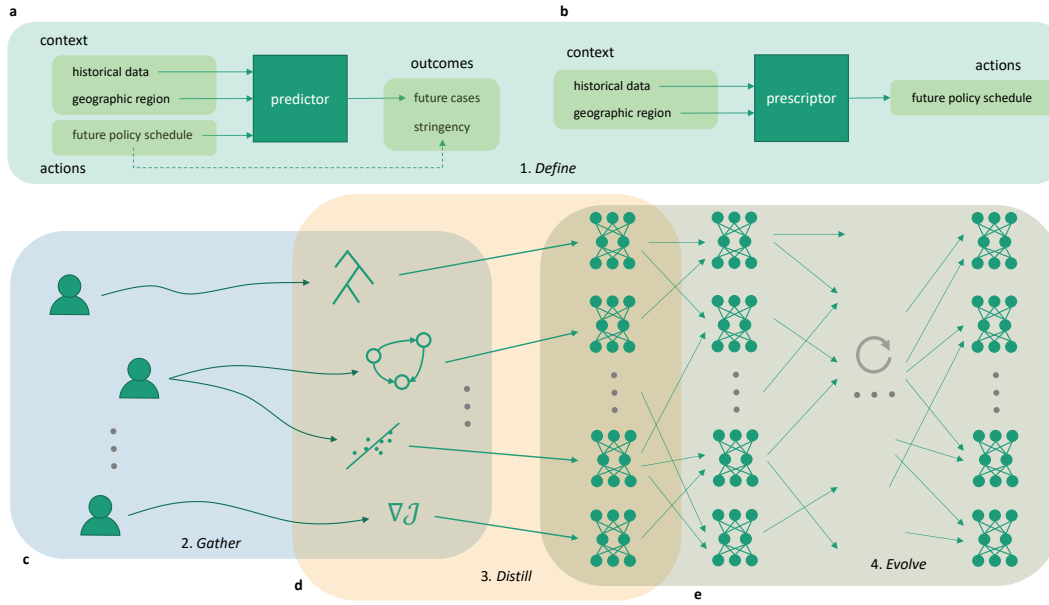 a
context
historical data
geographic region
future policy schedule
actions
predictor
outcomes
future cases
stringency
b
context
historical data
geographic region
prescriptor
actions
future policy schedule
1. Define
∇𝒥
2. Gather
c
3. Distill
d
4. Evolve
e